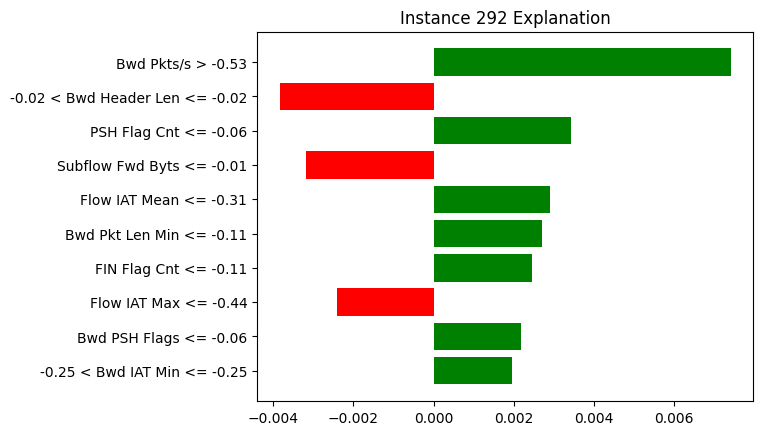 Instance 292 Explanation
Bwd Pkts/s > -0.53
-0.02 < Bwd Header Len <= -0.02
PSH Flag Cnt <= -0.06
Subflow Fwd Byts <= -0.01
Flow IAT Mean <= -0.31
Bwd Pkt Len Min <= -0.11
FIN Flag Cnt <= -0.11
Flow IAT Max <= -0.44
Bwd PSH Flags <= -0.06
-0.25 < Bwd IAT Min <= -0.25
−0.004 −0.002 0.000 0.002 0.004 0.006